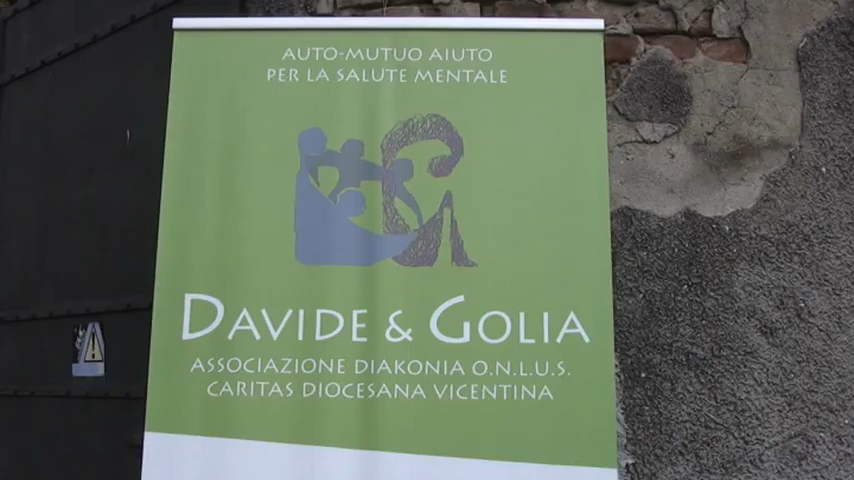 AUTO-MUTUO AIUTO
PER LA SALUTE MENTALE
DAVIDE & GOLIA
ASSOCIAZIONE DIAKONIA O.N.L.U.S.
CARITAS DIOCESANA VICENTINA